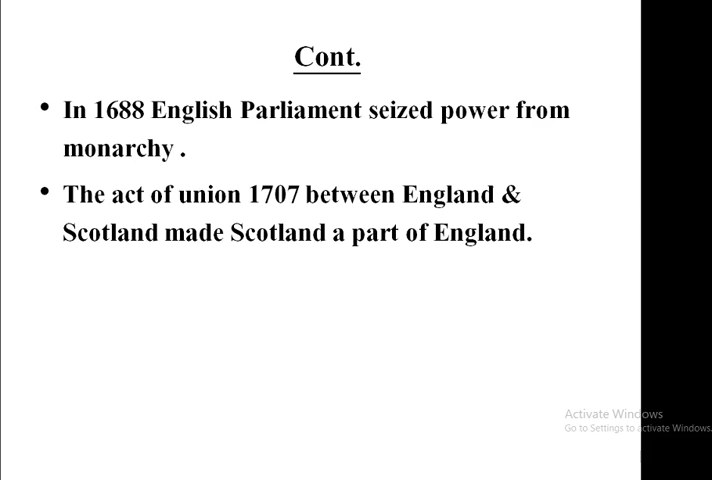 Cont.
• In 1688 English Parliament seized power from
monarchy .
• The act of union 1707 between England &
Scotland made Scotland a part of England.
Activate Windows
Go to Settings to activate Windows.